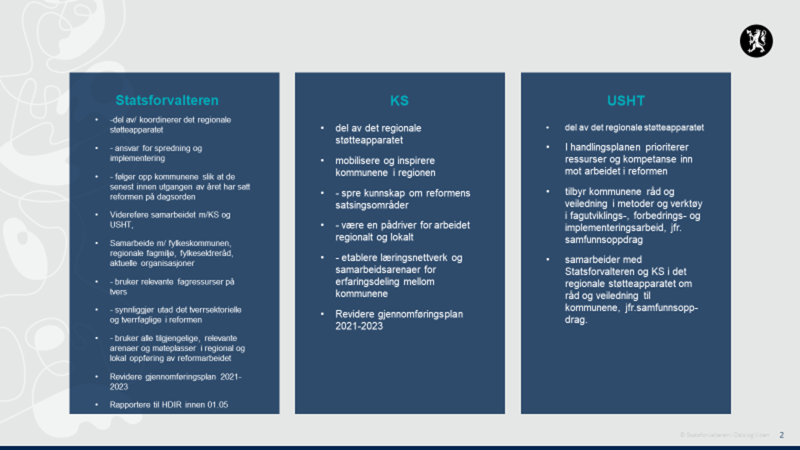 Statsforvalteren
• -del av/ koordinerer det regionale
støtteapparatet
• - ansvar for spredning og
implementering
• - følger opp kommunene slik at de
senest innen utgangen av året har satt
reformen på dagsorden
• Videreføre samarbeidet m/KS og
USHT,
• Samarbeide m/ fylkeskommunen,
regionale fagmiljø, fylkeseldreråd,
aktuelle organisasjoner
• - bruker relevante fagressurser på
tvers
• - synnliggjør utad det tverrsektorielle
og tverrfaglige i reformen
• - bruker alle tilgjengelige, relevante
arenaer og møteplasser i regional og
lokal oppføring av reformarbeidet
• Revidere gjennomføringsplan 2021-
2023
• Rapportere til HDIR innen 01.05
KS
• del av det regionale
støtteapparatet
• mobilisere og inspirere
kommunene i regionen
• - spre kunnskap om reformens
satsingsområder
• - være en pådriver for arbeidet
regionalt og lokalt
• - etablere læringsnettverk og
samarbeidsarenaer for
erfaringsdeling mellom
kommunene
• Revidere gjennomføringsplan
2021-2023
USHT
• del av det regionale støtteapparatet
• I handlingsplanen prioriterer
ressurser og kompetanse inn
mot arbeidet i reformen
• tilbyr kommunene råd og
veiledning i metoder og verktøy
i fagutviklings-, forbedrings- og
implementeringsarbeid, jfr.
samfunnsoppdrag
• samarbeider med
Statsforvalteren og KS i det
regionale støtteapparatet om
råd og veiledning til
kommunene, jfr.samfunnsopp-
drag.
2